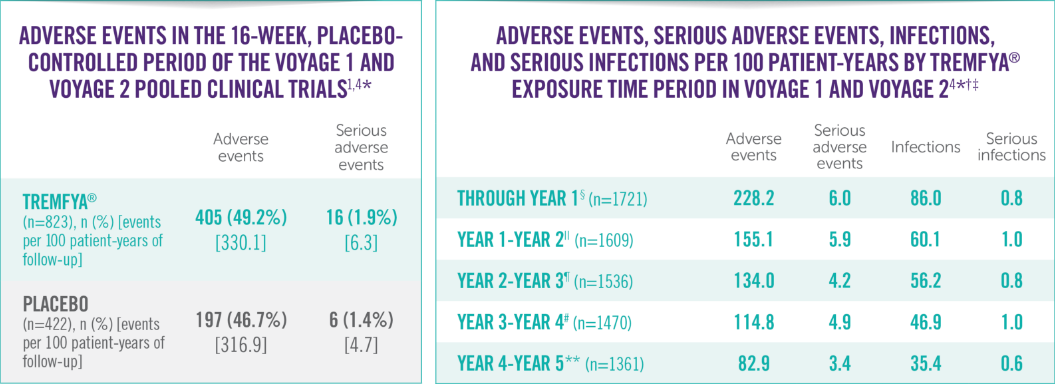 ADVERSE EVENTS IN THE 16-WEEK, PLACEBO-
CONTROLLED PERIOD OF THE VOYAGE 1 AND
VOYAGE 2 POOLED CLINICAL TRIALS¹,⁴*
Adverse
events
Serious
adverse
events
TREMFYA®
(n=823), n (%) [events
per 100 patient-years of
follow-up]
405 (49.2%)
[330.1]
16 (1.9%)
[6.3]
PLACEBO
(n=422), n (%) [events
per 100 patient-years of
follow-up]
197 (46.7%)
[316.9]
6 (1.4%)
[4.7]
ADVERSE EVENTS, SERIOUS ADVERSE EVENTS, INFECTIONS,
AND SERIOUS INFECTIONS PER 100 PATIENT-YEARS BY TREMFYA®
EXPOSURE TIME PERIOD IN VOYAGE 1 AND VOYAGE 2⁴*†‡
Adverse
events
Serious
adverse
events
Infections
Serious
infections
THROUGH YEAR 1§ (n=1721) 228.2 6.0 86.0 0.8
YEAR 1-YEAR 2|| (n=1609) 155.1 5.9 60.1 1.0
YEAR 2-YEAR 3¶ (n=1536) 134.0 4.2 56.2 0.8
YEAR 3-YEAR 4# (n=1470) 114.8 4.9 46.9 1.0
YEAR 4-YEAR 5** (n=1361) 82.9 3.4 35.4 0.6